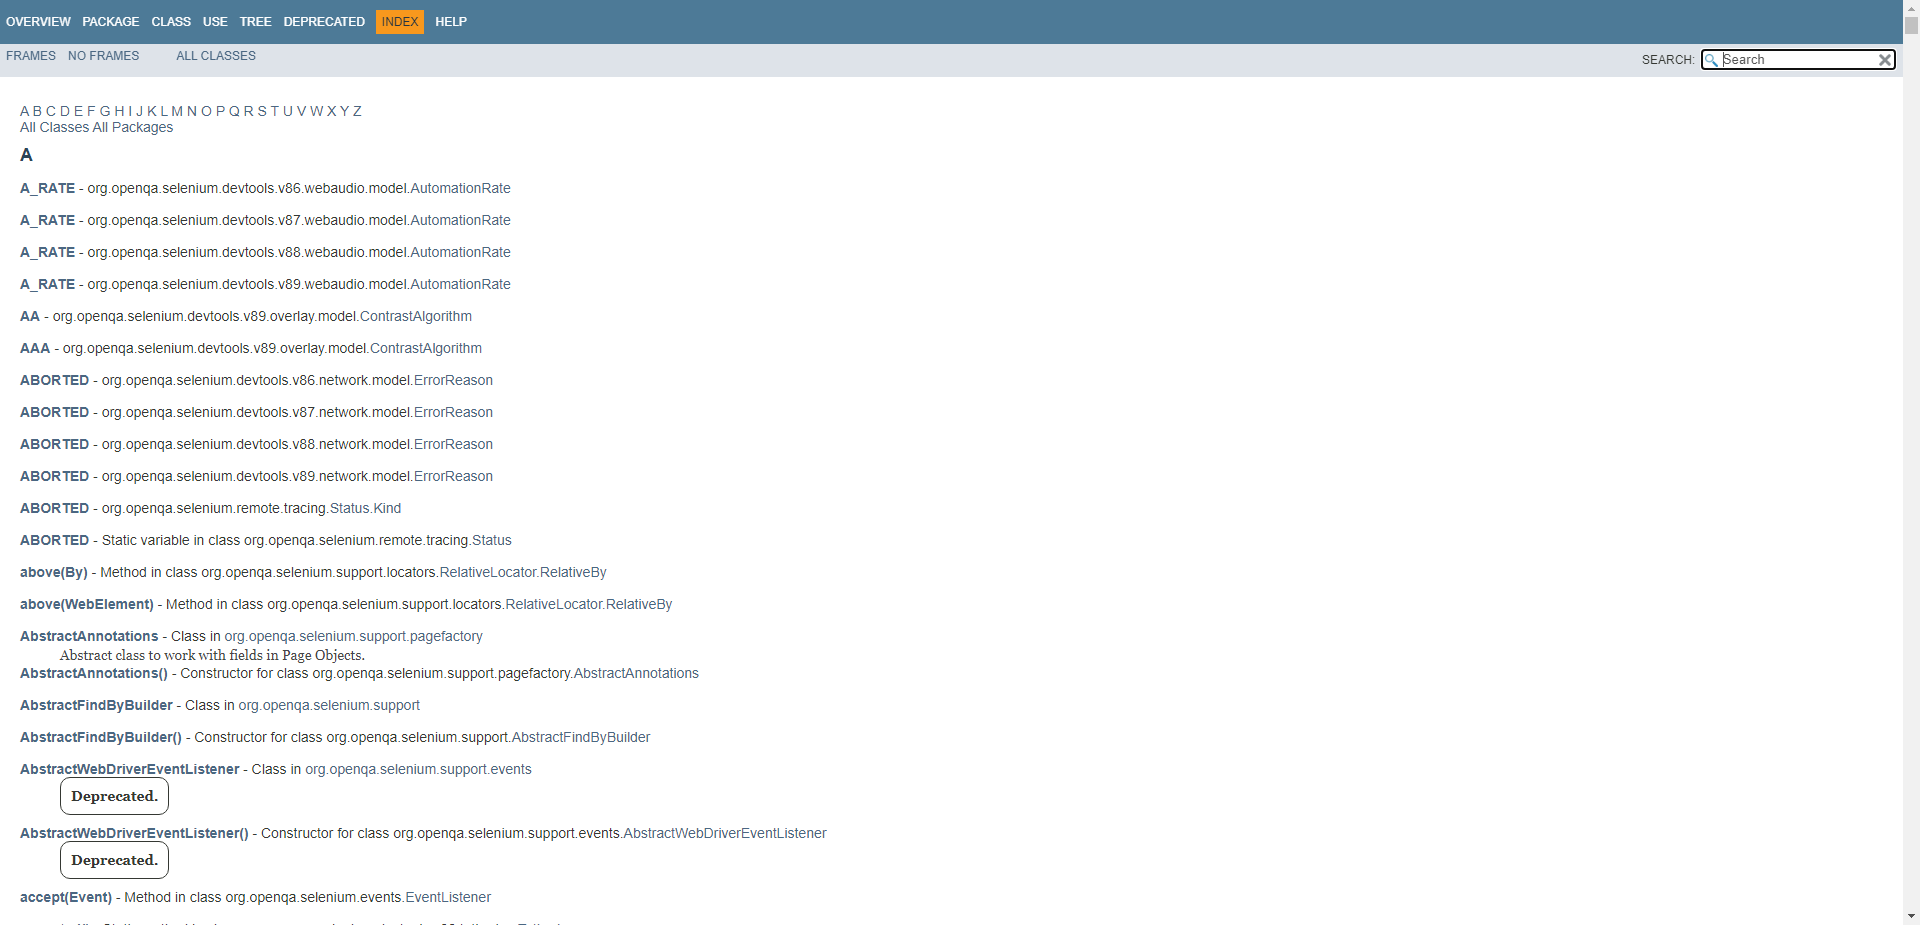 OVERVIEW PACKAGE CLASS USE TREE DEPRECATED INDEX HELP
FRAMES NO FRAMES ALL CLASSES SEARCH: Search
A B C D E F G H I J K L M N O P Q R S T U V W X Y Z
All Classes All Packages
A
A_RATE - org.openqa.selenium.devtools.v86.webaudio.model.AutomationRate
A_RATE - org.openqa.selenium.devtools.v87.webaudio.model.AutomationRate
A_RATE - org.openqa.selenium.devtools.v88.webaudio.model.AutomationRate
A_RATE - org.openqa.selenium.devtools.v89.webaudio.model.AutomationRate
AA - org.openqa.selenium.devtools.v89.overlay.model.ContrastAlgorithm
AAA - org.openqa.selenium.devtools.v89.overlay.model.ContrastAlgorithm
ABORTED - org.openqa.selenium.devtools.v86.network.model.ErrorReason
ABORTED - org.openqa.selenium.devtools.v87.network.model.ErrorReason
ABORTED - org.openqa.selenium.devtools.v88.network.model.ErrorReason
ABORTED - org.openqa.selenium.devtools.v89.network.model.ErrorReason
ABORTED - org.openqa.selenium.remote.tracing.Status.Kind
ABORTED - Static variable in class org.openqa.selenium.remote.tracing.Status
above(By) - Method in class org.openqa.selenium.support.locators.RelativeLocator.RelativeBy
above(WebElement) - Method in class org.openqa.selenium.support.locators.RelativeLocator.RelativeBy
AbstractAnnotations - Class in org.openqa.selenium.support.pagefactory
Abstract class to work with fields in Page Objects.
AbstractAnnotations() - Constructor for class org.openqa.selenium.support.pagefactory.AbstractAnnotations
AbstractFindByBuilder - Class in org.openqa.selenium.support
AbstractFindByBuilder() - Constructor for class org.openqa.selenium.support.AbstractFindByBuilder
AbstractWebDriverEventListener - Class in org.openqa.selenium.support.events
Deprecated.
AbstractWebDriverEventListener() - Constructor for class org.openqa.selenium.support.events.AbstractWebDriverEventListener
Deprecated.
accept(Event) - Method in class org.openqa.selenium.events.EventListener